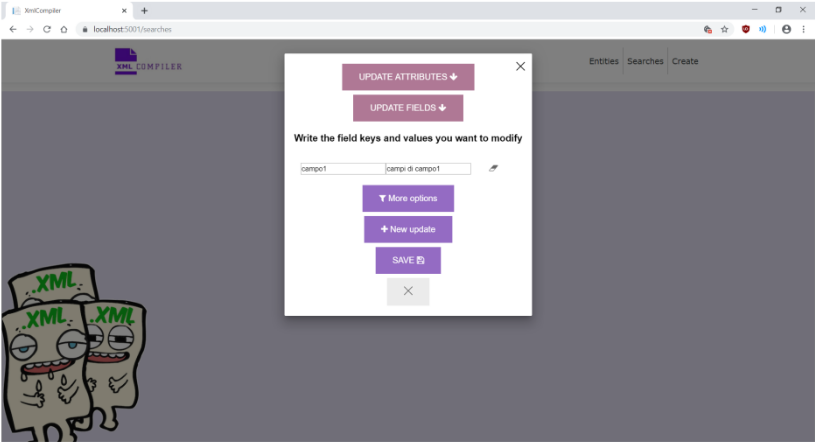 XmlCompiler
localhost:5001/searches
XML COMPILER
Entities
Searches
Create
UPDATE ATTRIBUTES
UPDATE FIELDS
Write the field keys and values you want to modify
campo1
campi di campo1
More options
+ New update
SAVE
.XML
.XML
.XML